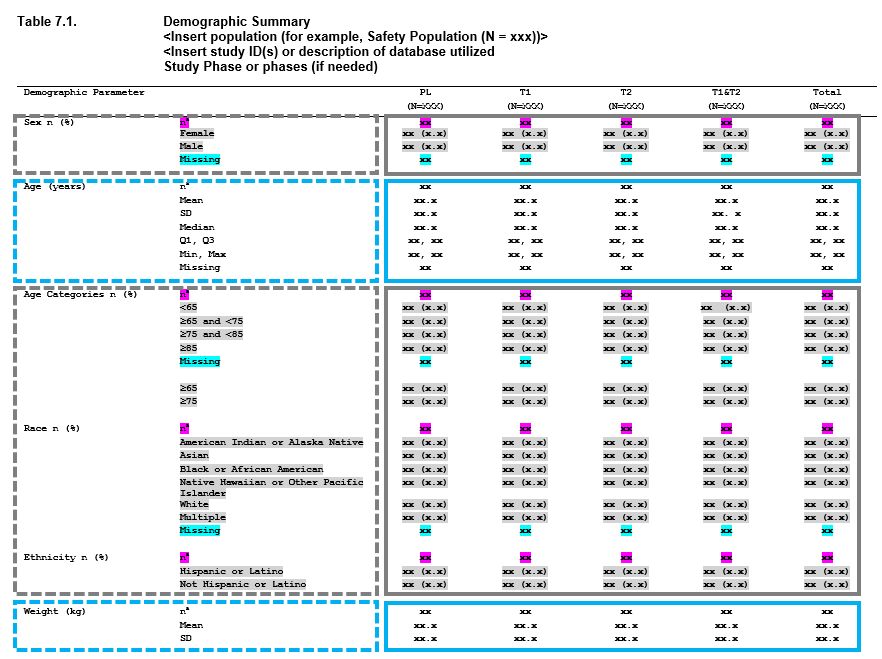 Table 7.1. Demographic Summary
<Insert population (for example, Safety Population (N = xxx))>
<Insert study ID(s) or description of database utilized
Study Phase or phases (if needed)
Demographic Parameter PL T1 T2 T1&T2 Total
(N=XXX) (N=XXX) (N=XXX) (N=XXX) (N=XXX)
Sex n (%) nª xx xx xx xx xx
Female xx (x.x) xx (x.x) xx (x.x) xx (x.x) xx (x.x)
Male xx (x.x) xx (x.x) xx (x.x) xx (x.x) xx (x.x)
Missing xx xx xx xx xx
Age (years) nª xx xx xx xx xx
Mean xx.x xx.x xx.x xx.x xx.x
SD xx.x xx.x xx.x xx. x xx.x
Median xx.x xx.x xx.x xx.x xx.x
Q1, Q3 xx, xx xx, xx xx, xx xx, xx xx, xx
Min, Max xx, xx xx, xx xx, xx xx, xx xx, xx
Missing xx xx xx xx xx
Age Categories n (%) nª xx xx xx xx xx
<65 xx (x.x) xx (x.x) xx (x.x) xx (x.x) xx (x.x)
≥65 and <75 xx (x.x) xx (x.x) xx (x.x) xx (x.x) xx (x.x)
≥75 and <85 xx (x.x) xx (x.x) xx (x.x) xx (x.x) xx (x.x)
≥85 xx (x.x) xx (x.x) xx (x.x) xx (x.x) xx (x.x)
Missing xx xx xx xx xx
≥65 xx (x.x) xx (x.x) xx (x.x) xx (x.x) xx (x.x)
≥75 xx (x.x) xx (x.x) xx (x.x) xx (x.x) xx (x.x)
Race n (%) nª xx xx xx xx xx
American Indian or Alaska Native xx (x.x) xx (x.x) xx (x.x) xx (x.x) xx (x.x)
Asian xx (x.x) xx (x.x) xx (x.x) xx (x.x) xx (x.x)
Black or African American xx (x.x) xx (x.x) xx (x.x) xx (x.x) xx (x.x)
Native Hawaiian or Other Pacific xx (x.x) xx (x.x) xx (x.x) xx (x.x) xx (x.x)
Islander
White xx (x.x) xx (x.x) xx (x.x) xx (x.x) xx (x.x)
Multiple xx (x.x) xx (x.x) xx (x.x) xx (x.x) xx (x.x)
Missing xx xx xx xx xx
Ethnicity n (%) nª xx xx xx xx xx
Hispanic or Latino xx (x.x) xx (x.x) xx (x.x) xx (x.x) xx (x.x)
Not Hispanic or Latino xx (x.x) xx (x.x) xx (x.x) xx (x.x) xx (x.x)
Weight (kg) nª xx xx xx xx xx
Mean xx.x xx.x xx.x xx.x xx.x
SD xx.x xx.x xx.x xx.x xx.x